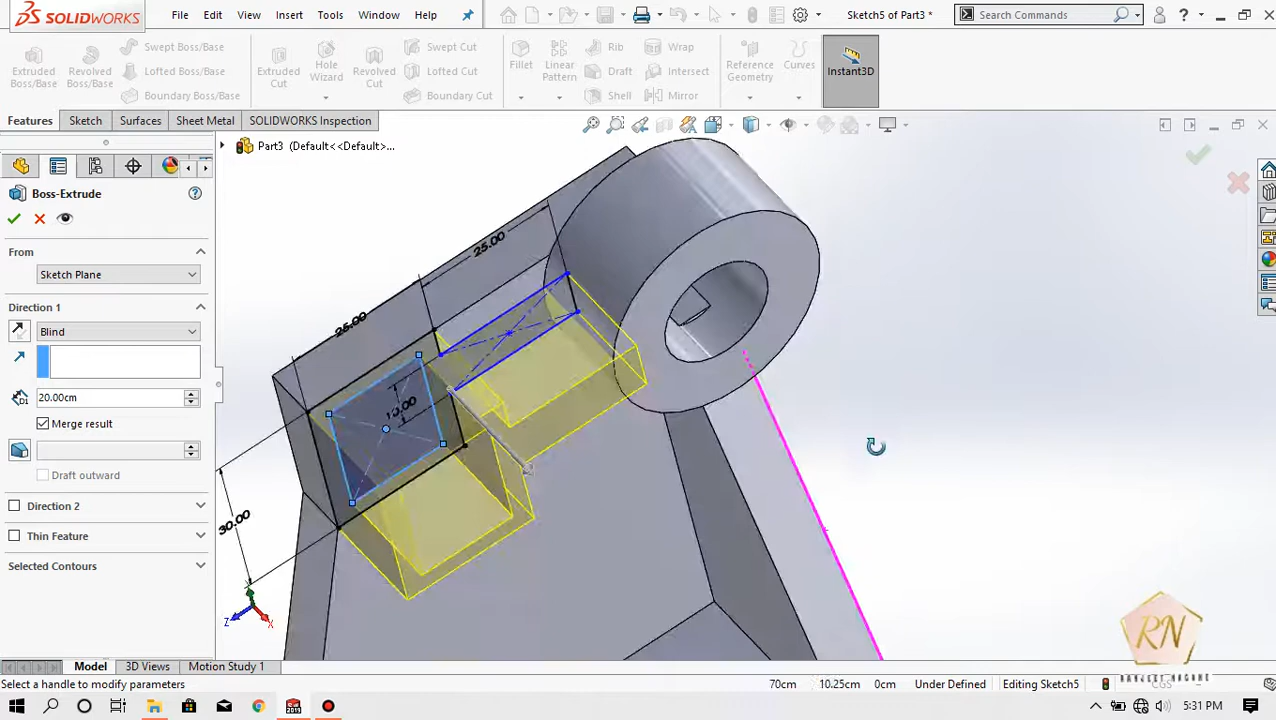 SOLIDWORKS File Edit View Insert Tools Window Help Sketch5 of Part3 * Search Commands ?
Extruded Boss/Base Revolved Boss/Base Swept Boss/Base Lofted Boss/Base Boundary Boss/Base Extruded Cut Hole Wizard Revolved Cut Swept Cut Lofted Cut Boundary Cut Fillet Linear Pattern Rib Draft Shell Wrap Intersect Mirror Reference Geometry Curves Instant3D
Features Sketch Surfaces Sheet Metal SOLIDWORKS Inspection
Part3 (Default<<Default>...
Boss-Extrude
From
Sketch Plane
Direction 1
Blind
20.00cm
Merge result
Draft outward
Direction 2
Thin Feature
Selected Contours
25.00
25.00
10.00
30.00
Y
Z
X
RN
Model 3D Views Motion Study 1
Select a handle to modify parameters 70cm 10.25cm 0cm Under Defined Editing Sketch5 CGS
5:31 PM